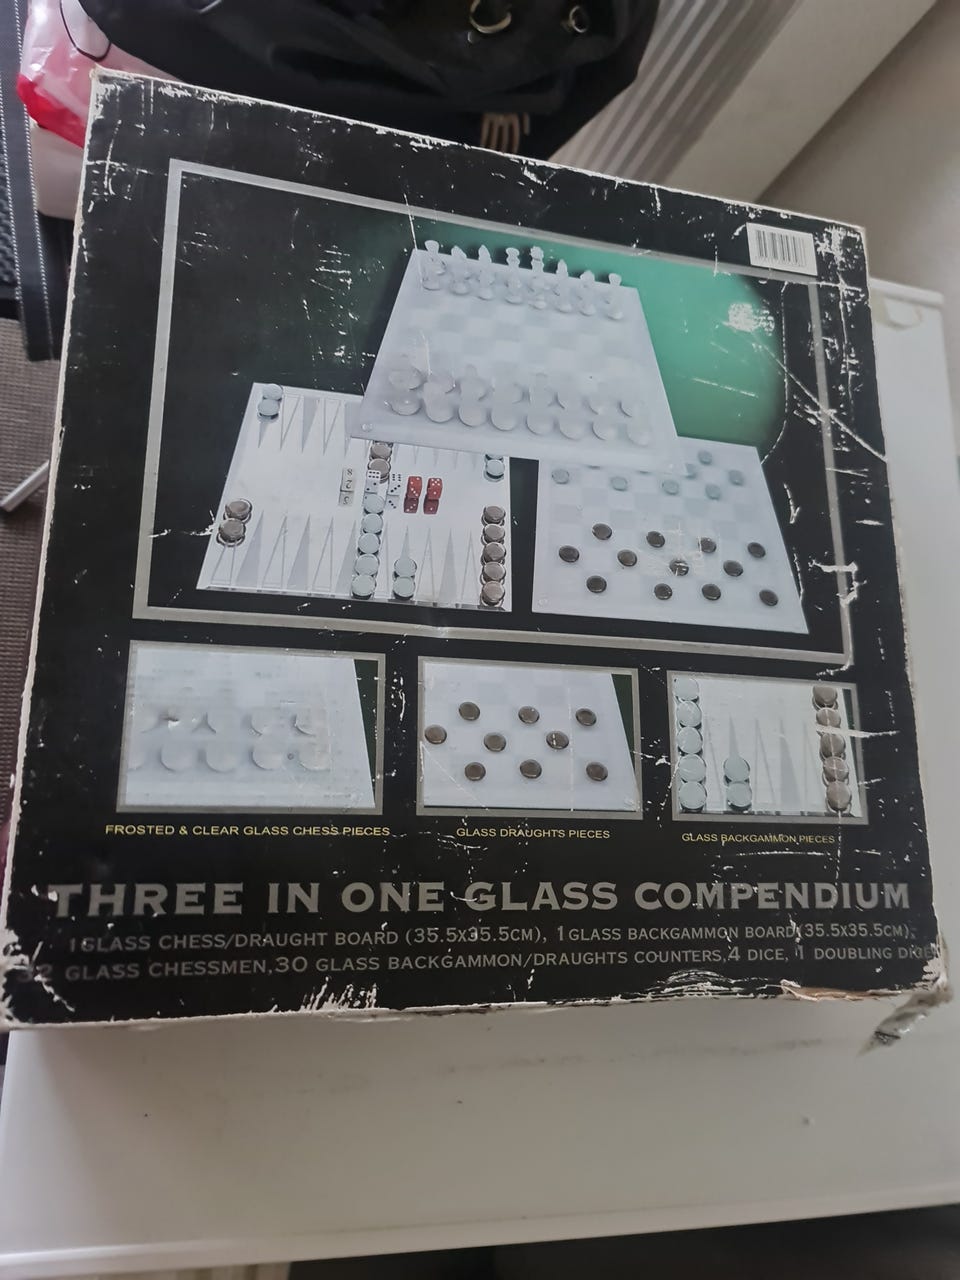 FROSTED & CLEAR GLASS CHESS PIECES
GLASS DRAUGHTS PIECES
GLASS BACKGAMMON PIECES
THREE IN ONE GLASS COMPENDIUM
1 GLASS CHESS/DRAUGHT BOARD (35.5X35.5CM), 1 GLASS BACKGAMMON BOARD(35.5X35.5CM),
GLASS CHESSMEN, 30 GLASS BACKGAMMON/DRAUGHTS COUNTERS, 4 DICE, 1 DOUBLING